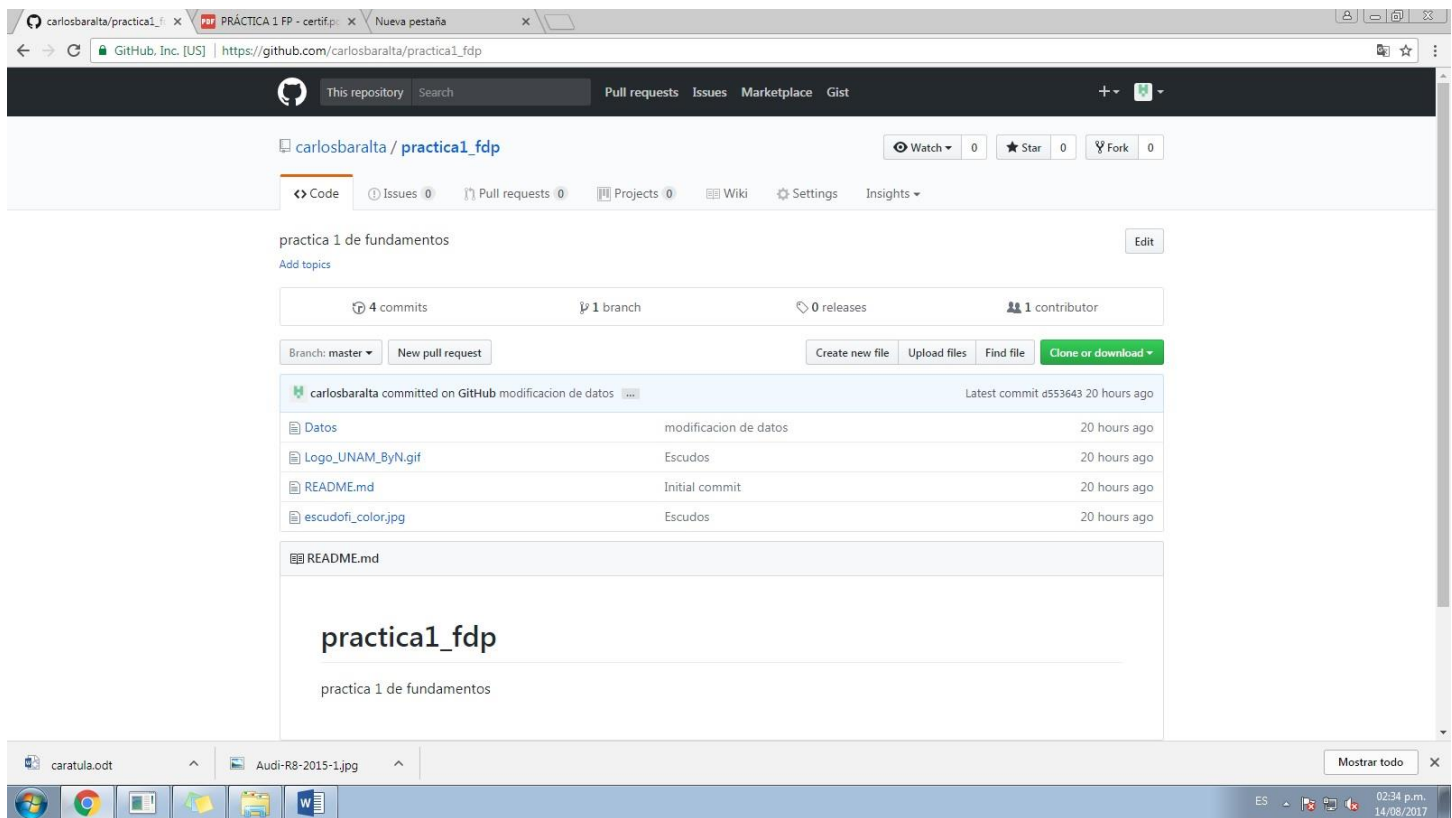 carlosbaralta/practica1_f
PDF PRÁCTICA 1 FP - certif.p
Nueva pestaña
GitHub, Inc. [US] https://github.com/carlosbaralta/practica1_fdp
This repository Search Pull requests Issues Marketplace Gist
carlosbaralta / practica1_fdp
Watch 0 Star 0 Fork 0
Code Issues 0 Pull requests 0 Projects 0 Wiki Settings Insights
practica 1 de fundamentos
Edit
Add topics
4 commits 1 branch 0 releases 1 contributor
Branch: master New pull request Create new file Upload files Find file Clone or download
carlosbaralta committed on GitHub modificacion de datos ... Latest commit d553643 20 hours ago
Datos modificacion de datos 20 hours ago
Logo_UNAM_ByN.gif Escudos 20 hours ago
README.md Initial commit 20 hours ago
escudofi_color.jpg Escudos 20 hours ago
README.md
practica1_fdp
practica 1 de fundamentos
caratula.odt Audi-R8-2015-1.jpg Mostrar todo
ES 02:34 p.m.
14/08/2017